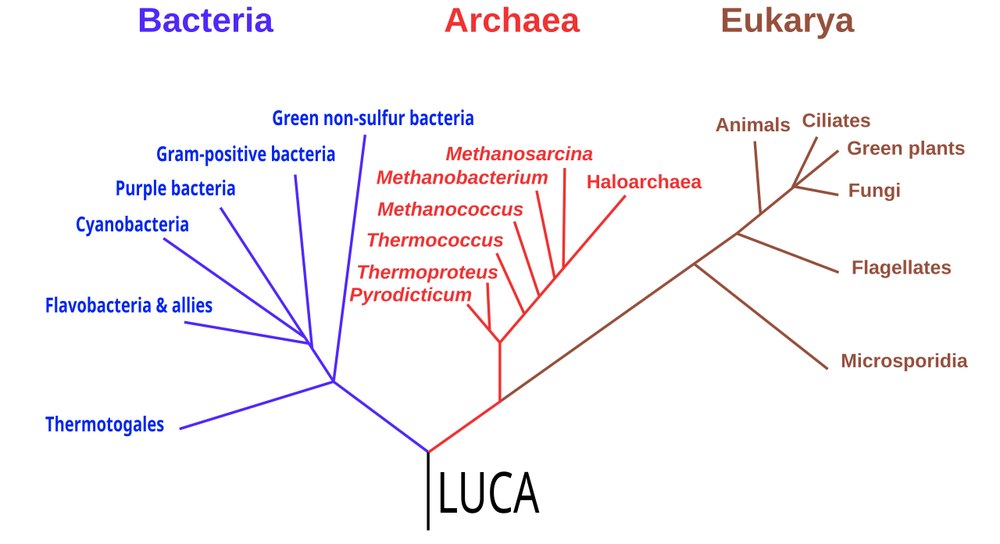 Bacteria
Archaea
Eukarya
Green non-sulfur bacteria
Gram-positive bacteria
Purple bacteria
Cyanobacteria
Flavobacteria & allies
Thermotogales
Methanosarcina
Methanobacterium
Haloarchaea
Methanococcus
Thermococcus
Thermoproteus
Pyrodicticum
Animals
Ciliates
Green plants
Fungi
Flagellates
Microsporidia
LUCA